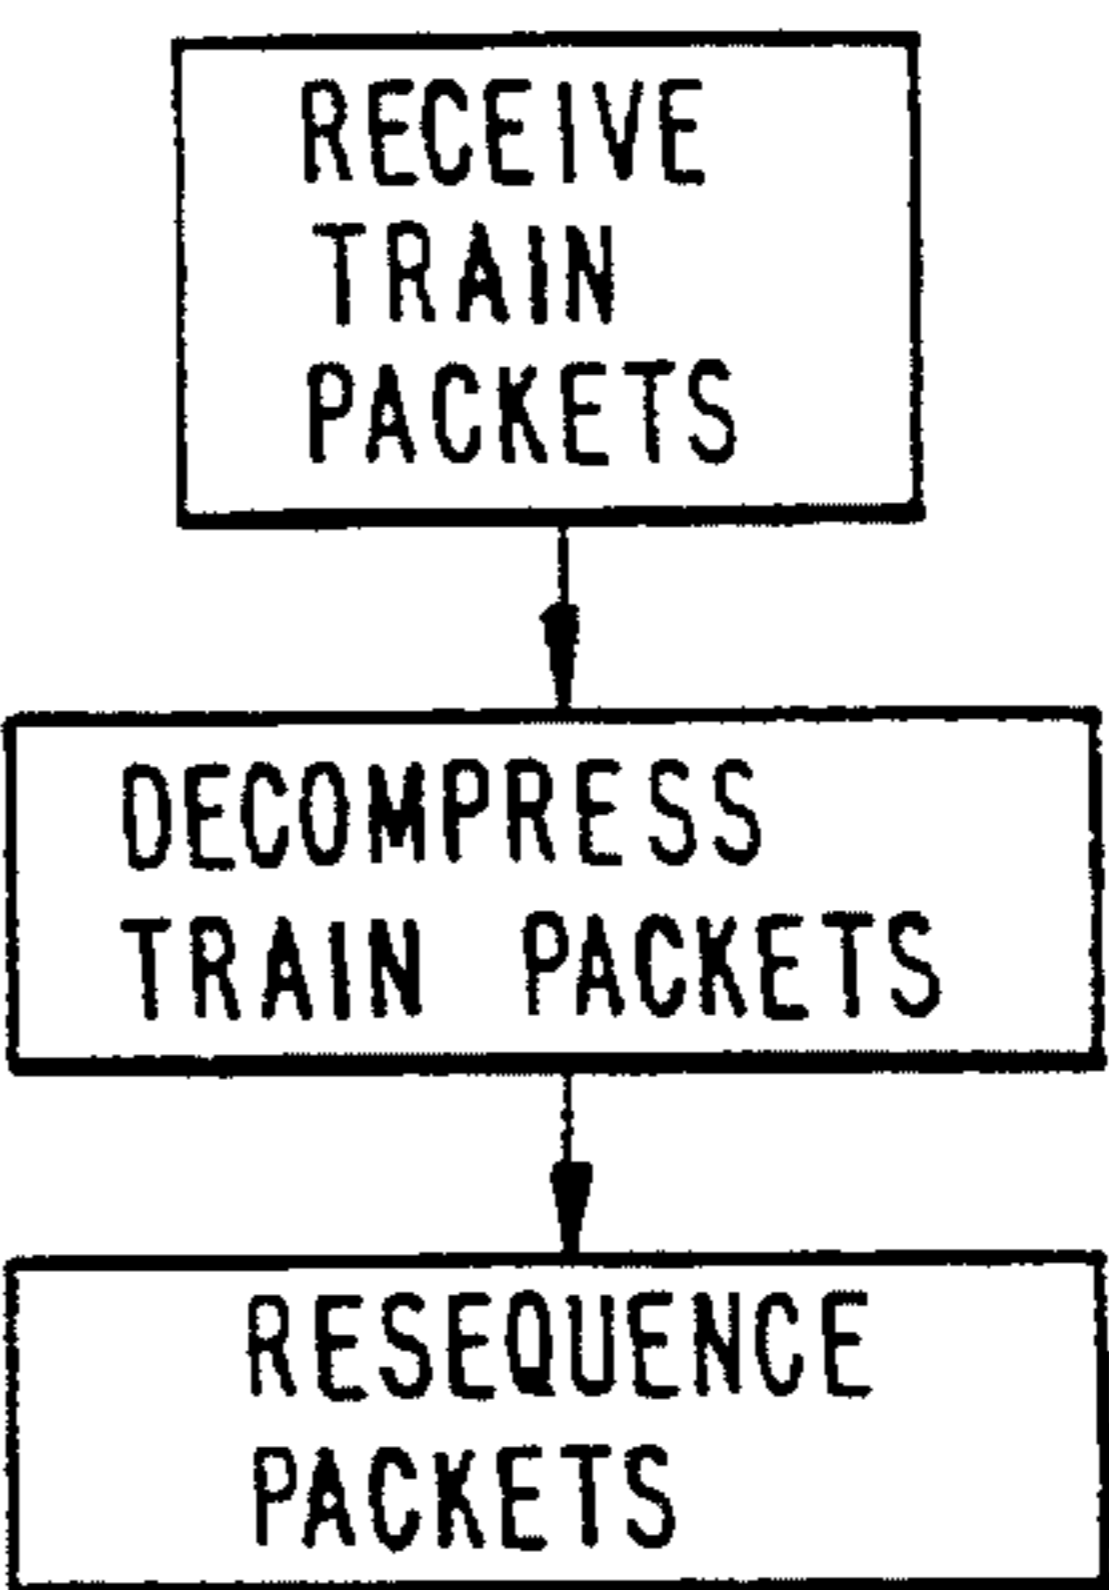 RECEIVE
TRAIN
PACKETS
DECOMPRESS
TRAIN PACKETS
RESEQUENCE
PACKETS